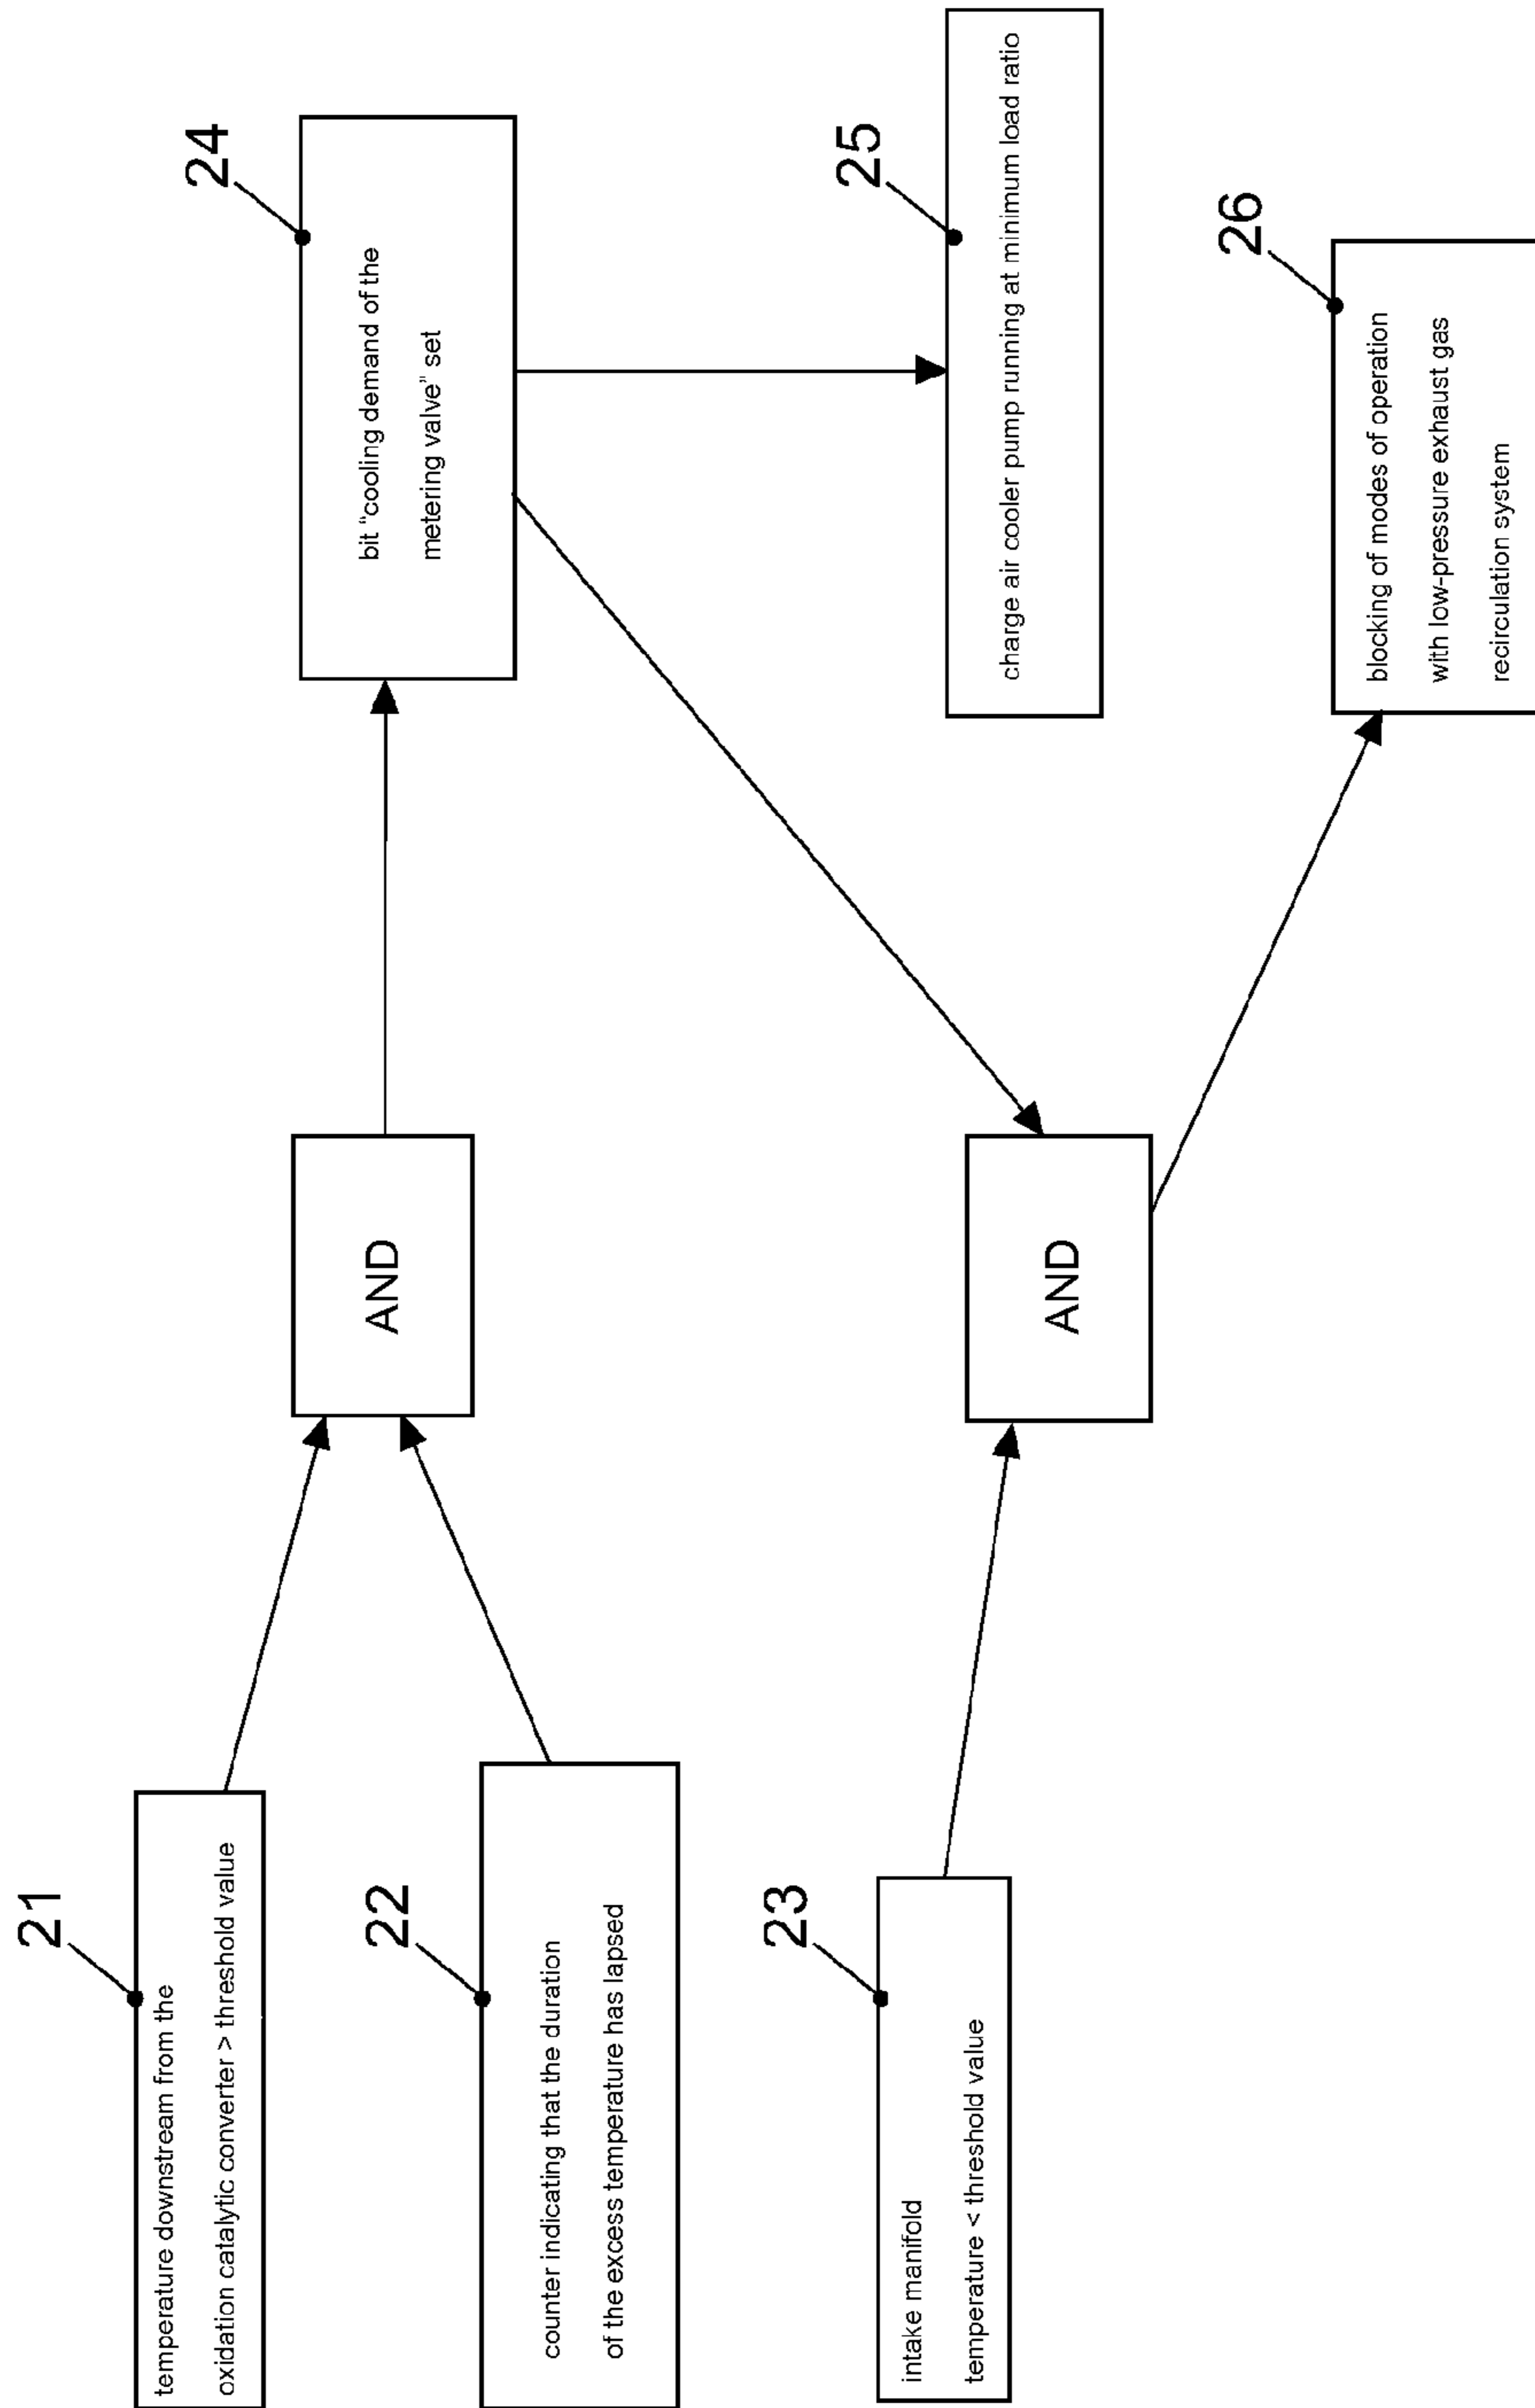 21
temperature downstream from the
oxidation catalytic converter > threshold value
22
counter indicating that the duration
of the excess temperature has lapsed
23
intake manifold
temperature < threshold value
AND
AND
24
bit “cooling demand of the
metering valve” set
25
charge air cooler pump running at minimum load ratio
26
blocking of modes of operation
with low-pressure exhaust gas
recirculation system